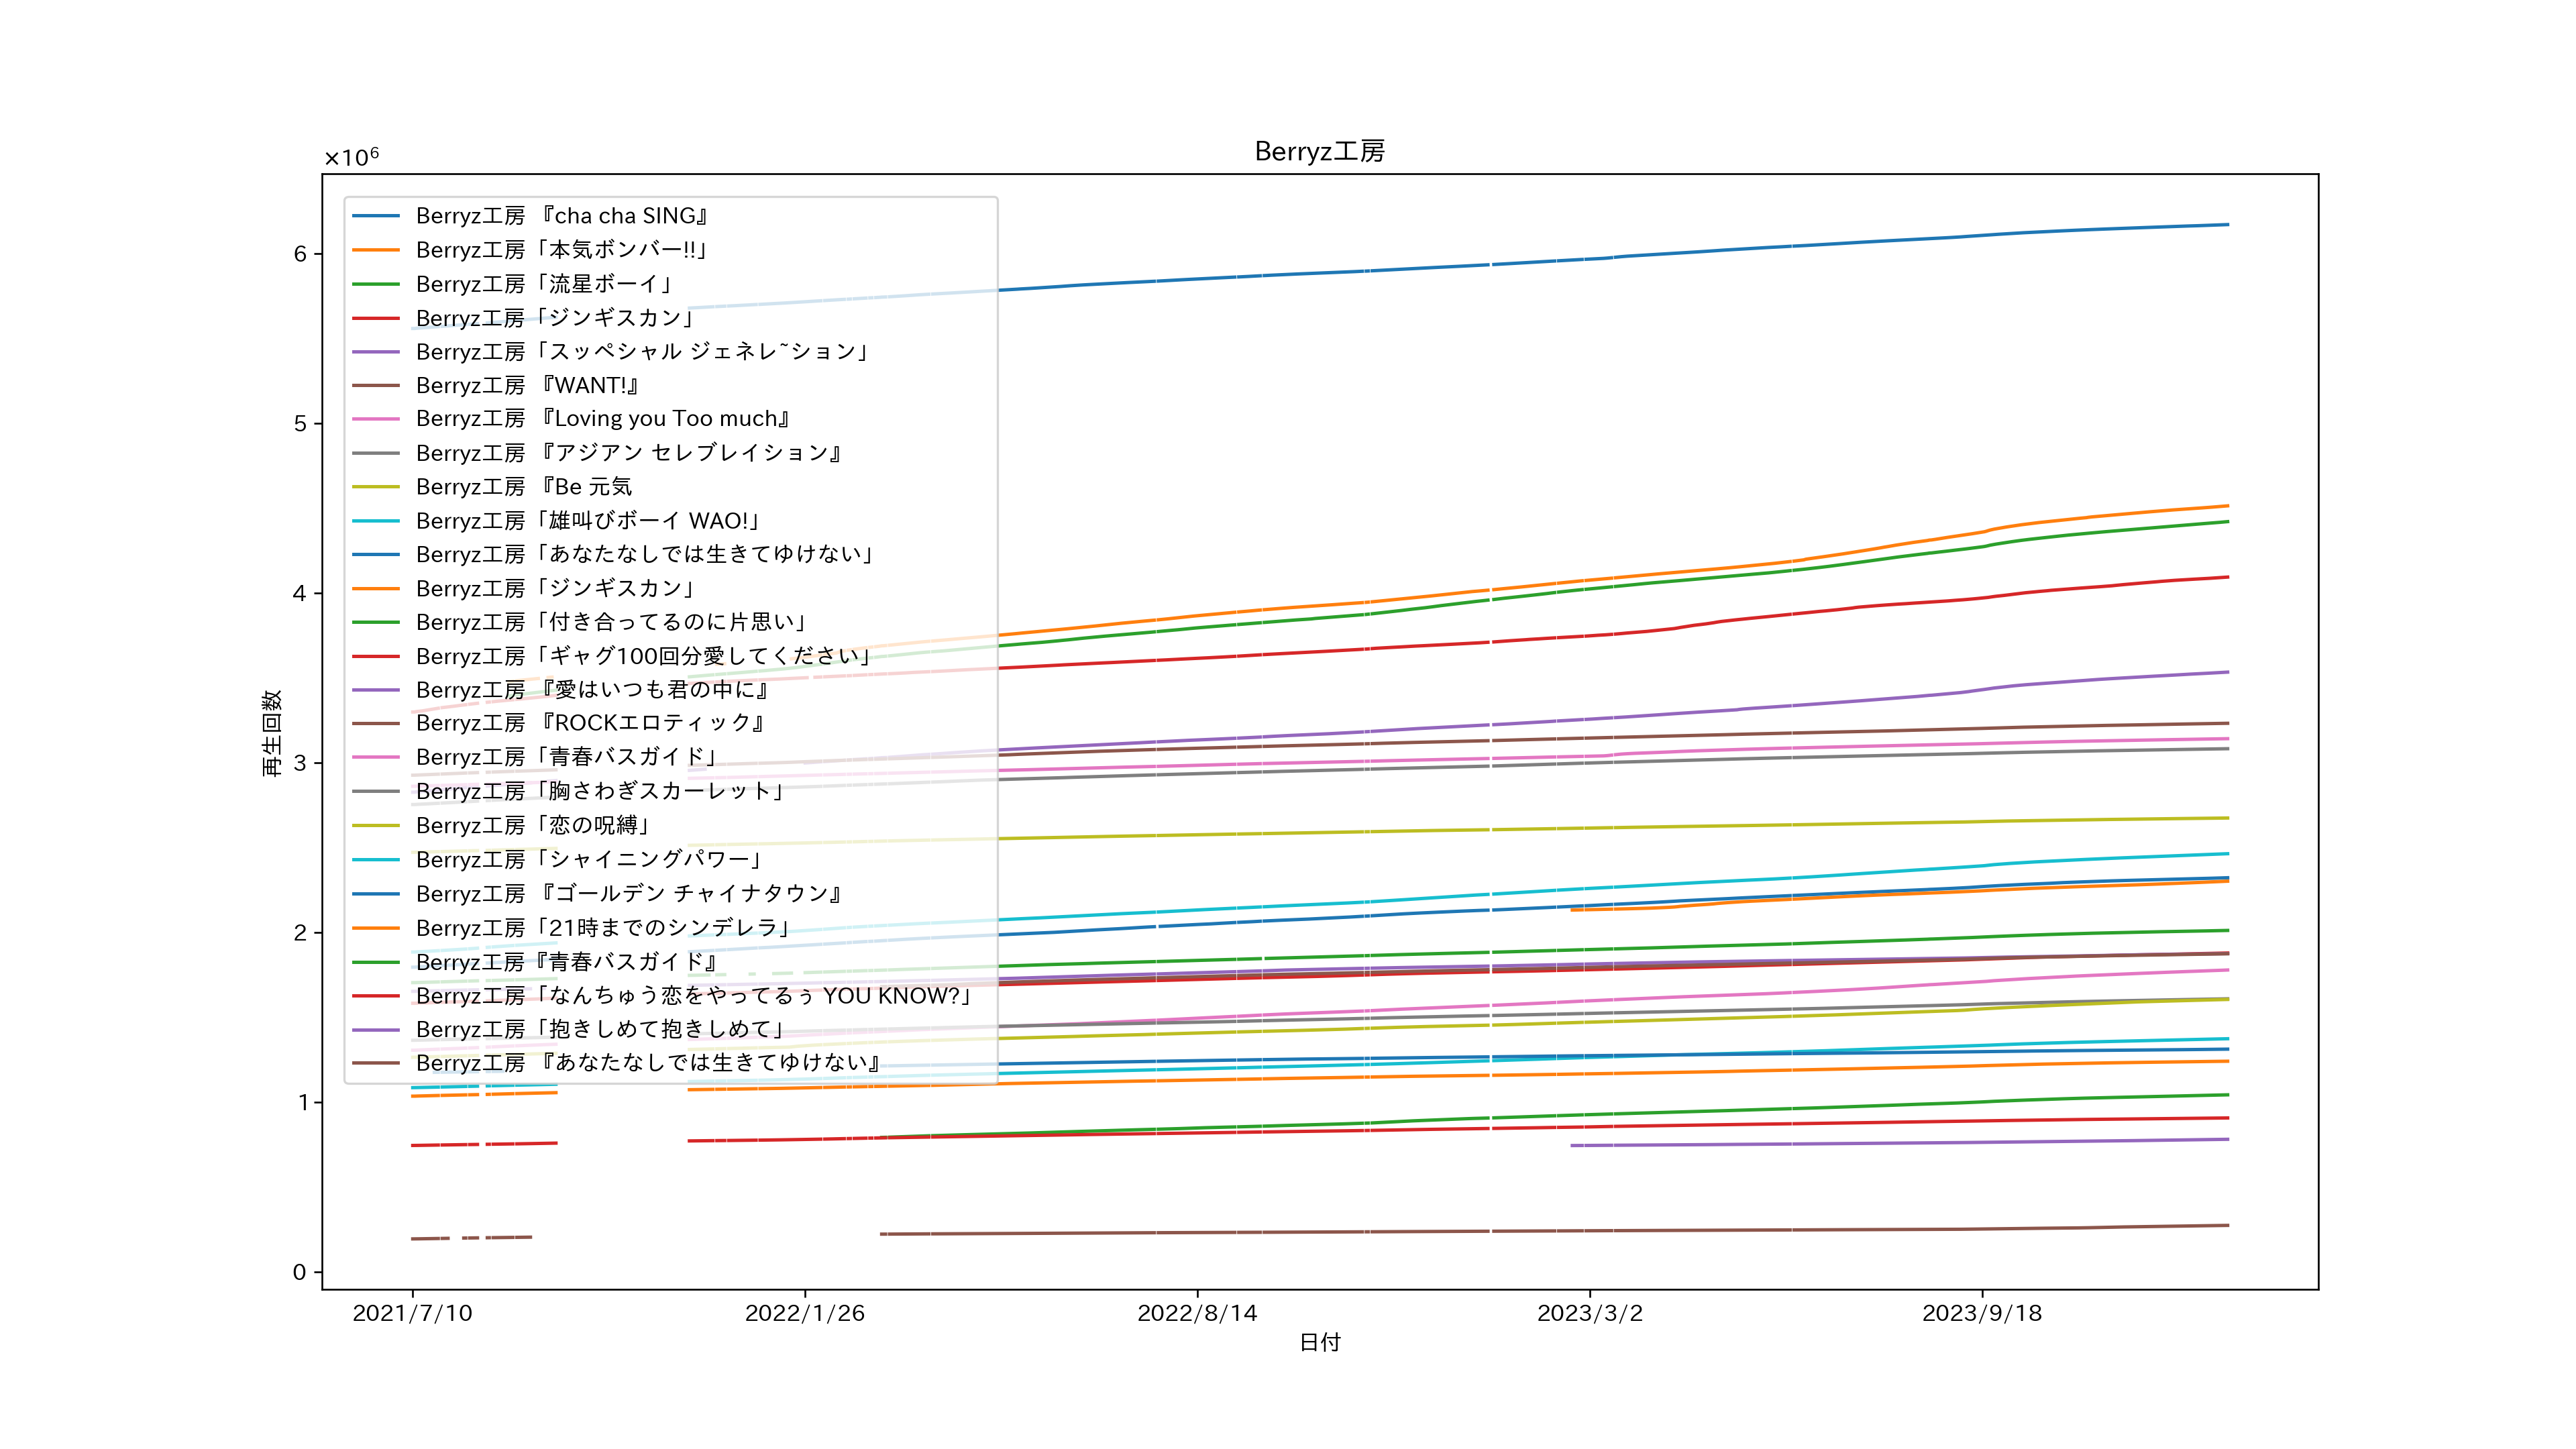 Berryz工房
×10⁶
Berryz工房 『cha cha SING』
Berryz工房「本気ボンバー!!」
Berryz工房「流星ボーイ」
Berryz工房「ジンギスカン」
Berryz工房「スッペシャル ジェネレ~ション」
Berryz工房 『WANT!』
Berryz工房 『Loving you Too much』
Berryz工房 『アジアン セレブレイション』
Berryz工房 『Be 元気
Berryz工房「雄叫びボーイ WAO!」
Berryz工房「あなたなしでは生きてゆけない」
Berryz工房「ジンギスカン」
Berryz工房「付き合ってるのに片思い」
Berryz工房「ギャグ100回分愛してください」
Berryz工房 『愛はいつも君の中に』
Berryz工房 『ROCKエロティック』
Berryz工房「青春バスガイド」
Berryz工房「胸さわぎスカーレット」
Berryz工房「恋の呪縛」
Berryz工房「シャイニングパワー」
Berryz工房 『ゴールデン チャイナタウン』
Berryz工房「21時までのシンデレラ」
Berryz工房『青春バスガイド』
Berryz工房「なんちゅう恋をやってるぅ YOU KNOW?」
Berryz工房「抱きしめて抱きしめて」
Berryz工房 『あなたなしでは生きてゆけない』
6
5
4
3
2
1
0
再生回数
2021/7/10
2022/1/26
2022/8/14
2023/3/2
2023/9/18
日付